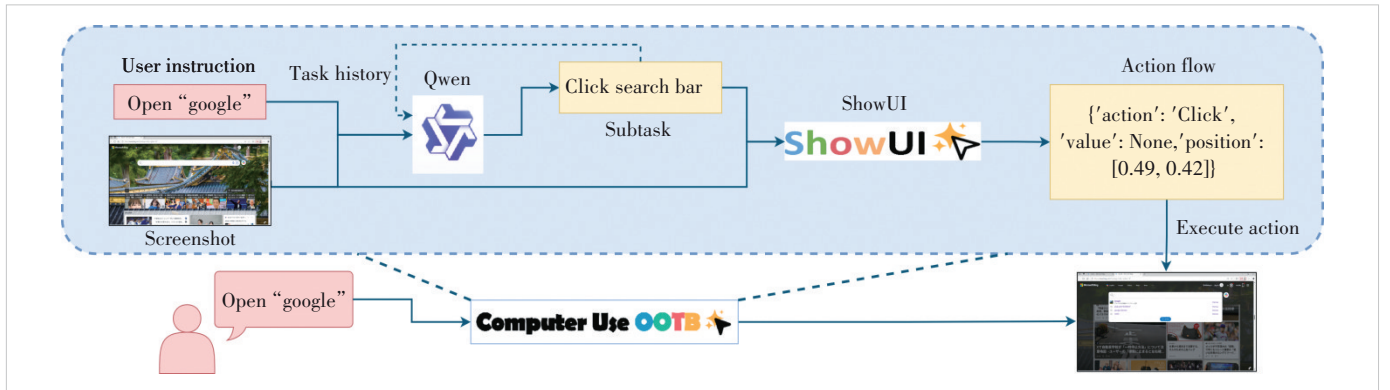 User instruction
Open “google”
Screenshot
Task history
Qwen
Click search bar
Subtask
ShowUI
ShowUI
Action flow
{'action': 'Click',
'value': None,'position':
[0.49, 0.42]}
Execute action
Open “google”
Computer Use OOTB